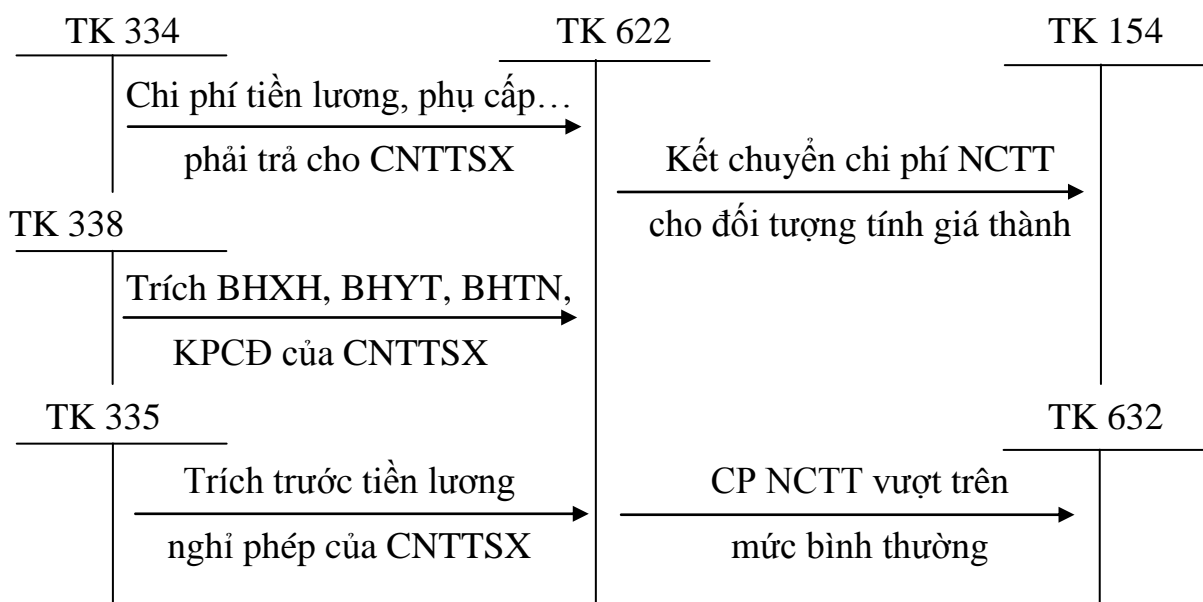 TK 334
TK 622
TK 154
Chi phí tiền lương, phụ cấp…
phải trả cho CNTTSX
Kết chuyển chi phí NCTT
cho đối tượng tính giá thành
TK 338
Trích BHXH, BHYT, BHTN,
KPCĐ của CNTTSX
TK 335
TK 632
Trích trước tiền lương
nghỉ phép của CNTTSX
CP NCTT vượt trên
mức bình thường